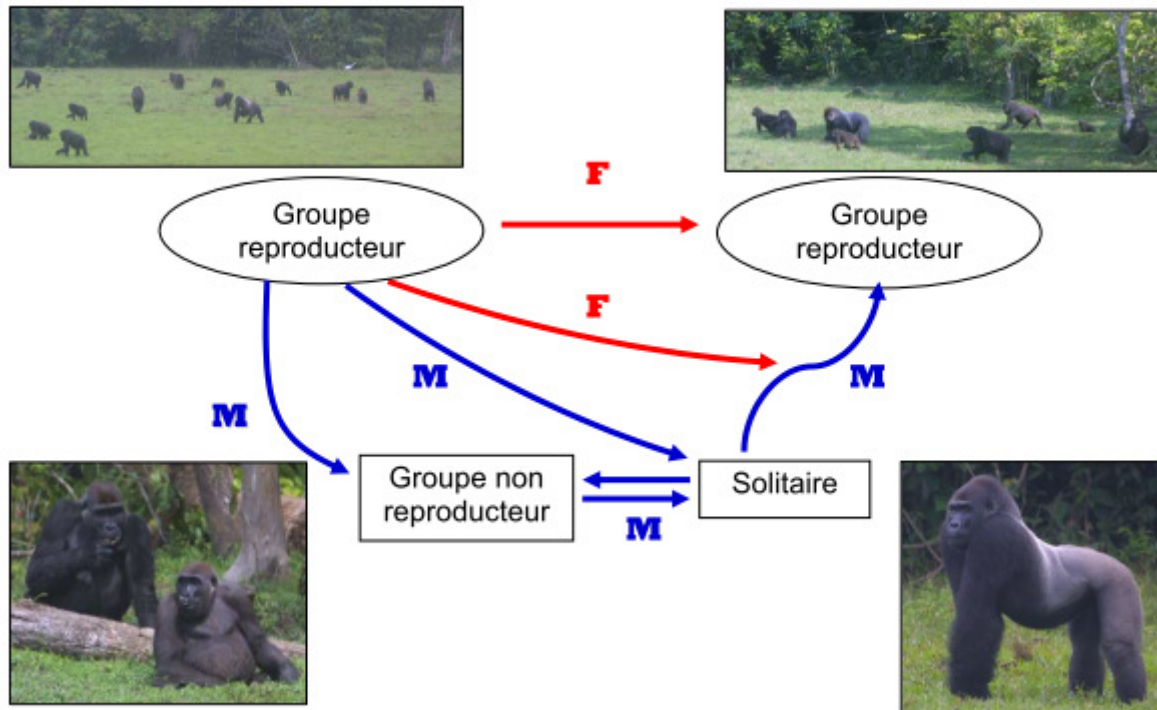 F
Groupe
reproducteur
Groupe
reproducteur
F
M
M
M
Groupe non
reproducteur
Solitaire
M